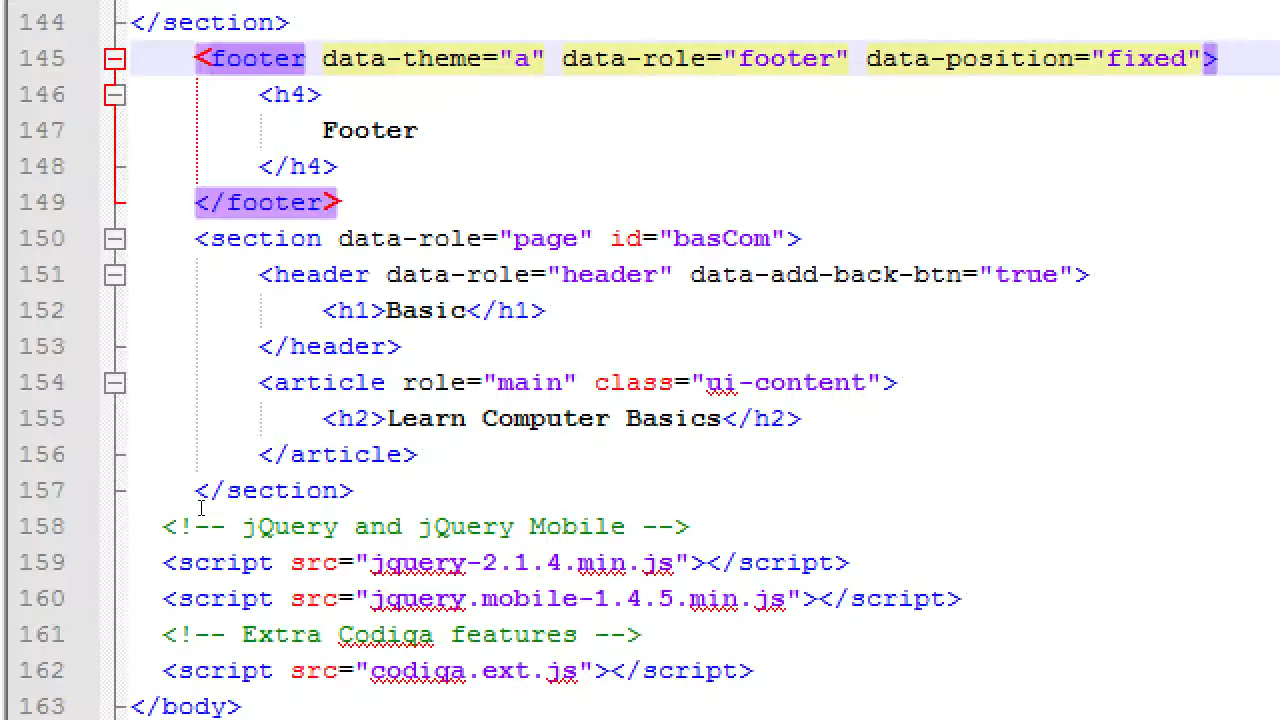 144 </section>
145 <footer data-theme="a" data-role="footer" data-position="fixed">
146 <h4>
147 Footer
148 </h4>
149 </footer>
150 <section data-role="page" id="basCom">
151 <header data-role="header" data-add-back-btn="true">
152 <h1>Basic</h1>
153 </header>
154 <article role="main" class="ui-content">
155 <h2>Learn Computer Basics</h2>
156 </article>
157 </section>
158 <!-- jQuery and jQuery Mobile -->
159 <script src="jquery-2.1.4.min.js"></script>
160 <script src="jquery.mobile-1.4.5.min.js"></script>
161 <!-- Extra Codiqa features -->
162 <script src="codiqa.ext.js"></script>
163 </body>